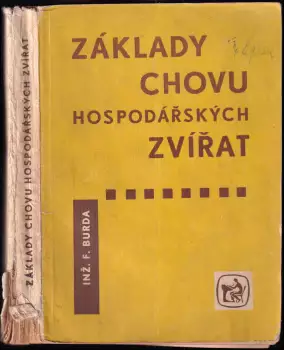 ZÁKLADY CHOVU HOSPODÁŘSKÝCH ZVÍŘAT
ZÁKLADY
CHOVU
HOSPODÁŘSKÝCH
ZVÍŘAT
INŽ. F. BURDA